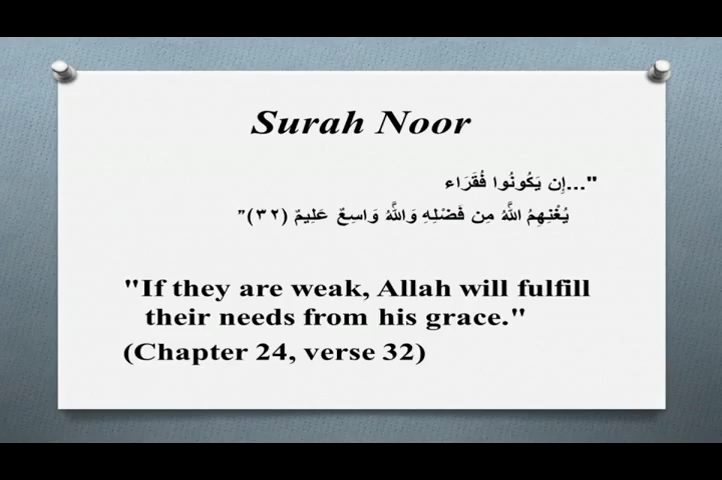 Surah Noor
"...إِن يَكُونُوا فُقَرَاء
يُغْنِهِمُ اللَّهُ مِن فَضْلِهِ وَاللَّهُ وَاسِعٌ عَلِيمٌ (٣٢)"
"If they are weak, Allah will fulfill
their needs from his grace."
(Chapter 24, verse 32)